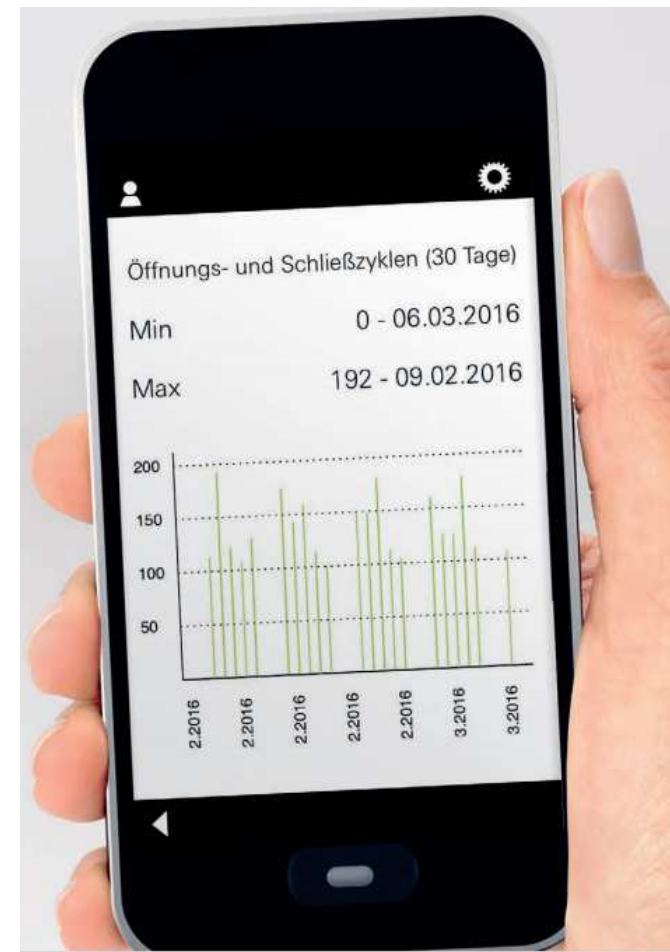 Öffnungs- und Schließzyklen (30 Tage)
Min 0 - 06.03.2016
Max 192 - 09.02.2016
200
150
100
50
2.2016 2.2016 2.2016 2.2016 2.2016 3.2016 3.2016